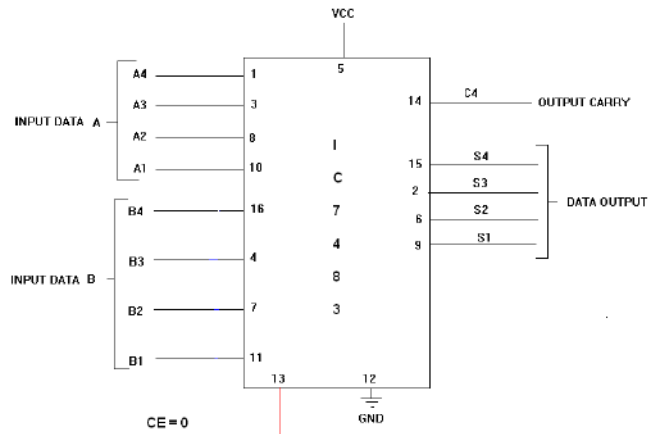 VCC
5
INPUT DATA A
A4 1
A3 3
A2 8
A1 10
INPUT DATA B
B4 16
B3 4
B2 7
B1 11
I
C
7
4
8
3
14 C4 OUTPUT CARRY
15 S4
2 S3
6 S2
9 S1
DATA OUTPUT
13
12
GND
CE = 0